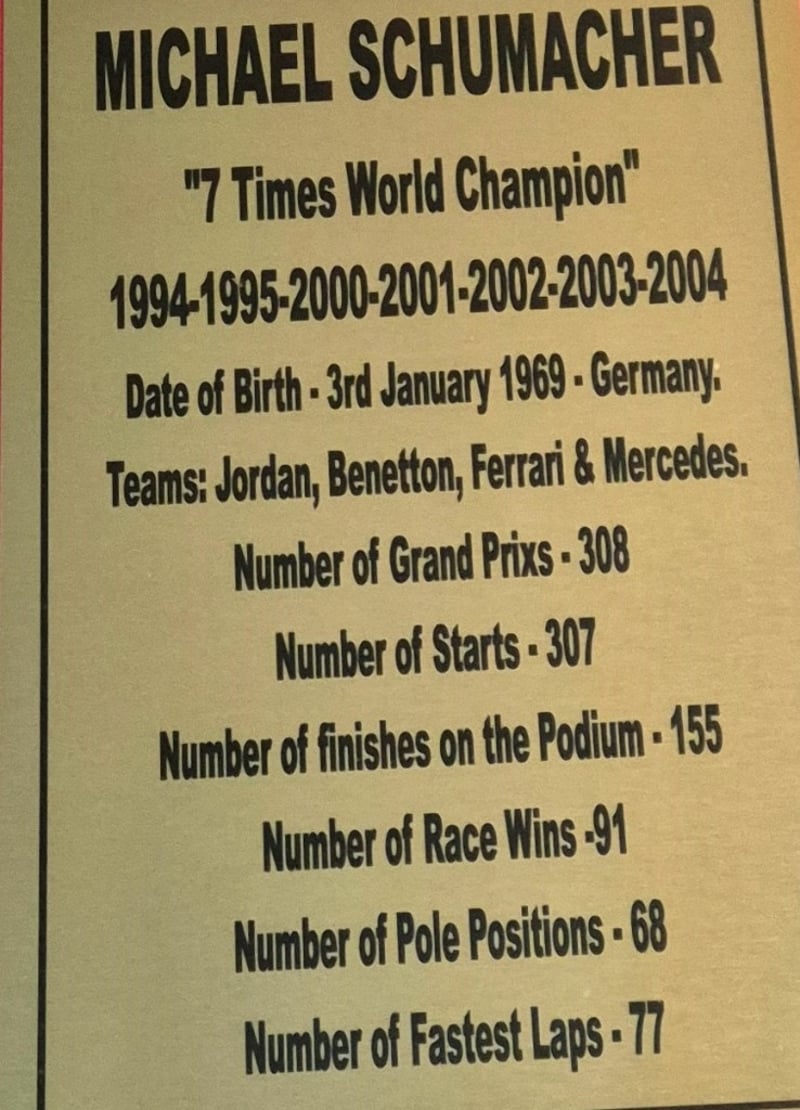 MICHAEL SCHUMACHER
"7 Times World Champion"
1994-1995-2000-2001-2002-2003-2004
Date of Birth - 3rd January 1969 - Germany.
Teams: Jordan, Benetton, Ferrari & Mercedes.
Number of Grand Prixs - 308
Number of Starts - 307
Number of finishes on the Podium - 155
Number of Race Wins -91
Number of Pole Positions - 68
Number of Fastest Laps - 77